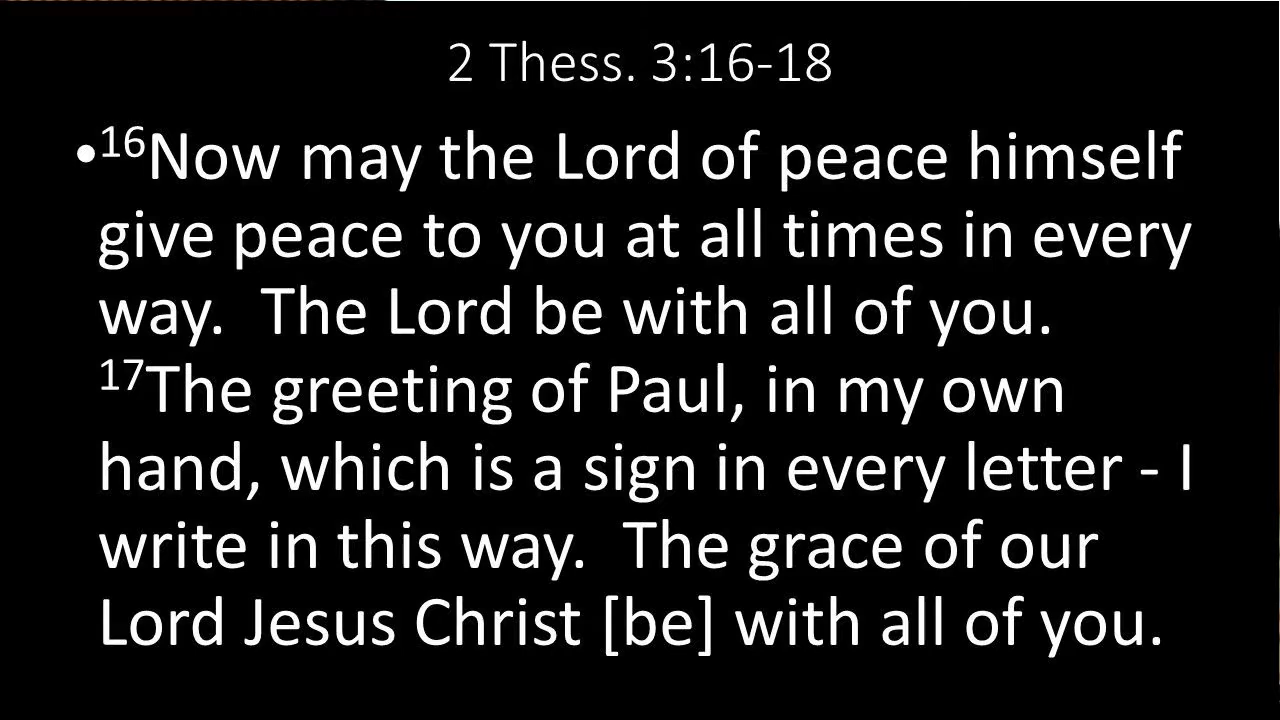 2 Thess. 3:16-18
•16Now may the Lord of peace himself
give peace to you at all times in every
way.  The Lord be with all of you.
17The greeting of Paul, in my own
hand, which is a sign in every letter - I
write in this way.  The grace of our
Lord Jesus Christ [be] with all of you.